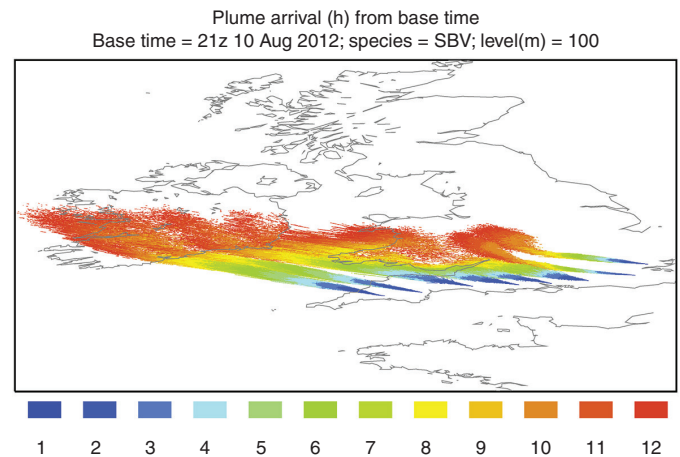 Plume arrival (h) from base time
Base time = 21z 10 Aug 2012; species = SBV; level(m) = 100
1 2 3 4 5 6 7 8 9 10 11 12